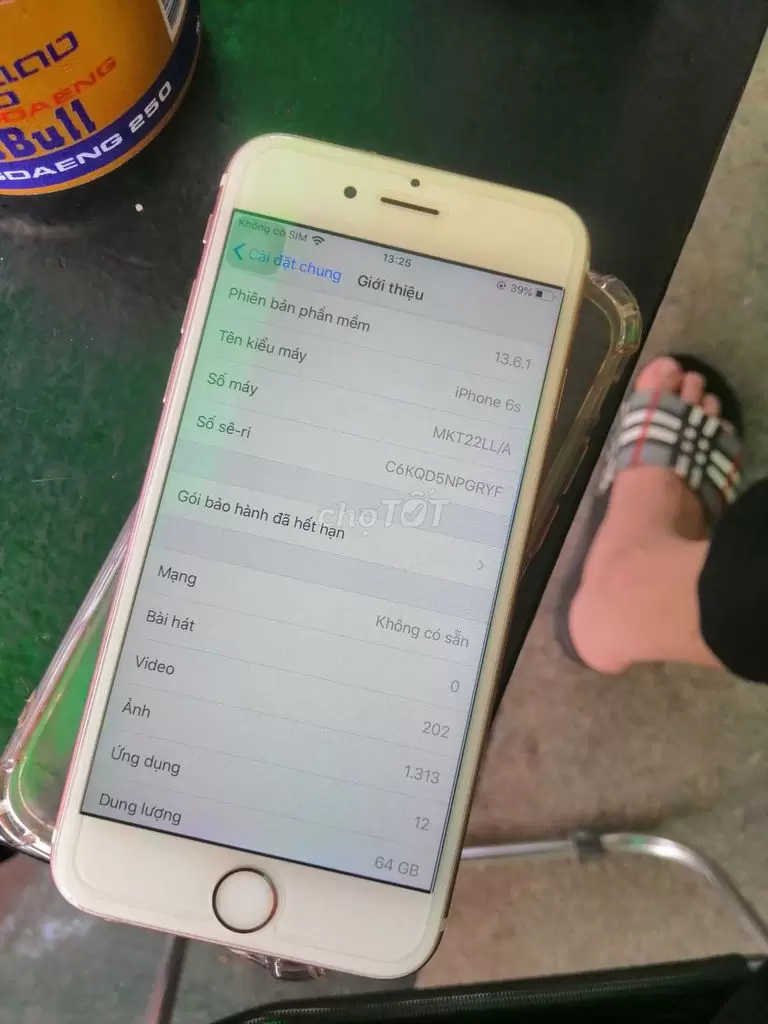 DAENG
Bull
DAENG 250
Không có SIM
13:25
39%
Cài đặt chung
Giới thiệu
Phiên bản phần mềm 13.6.1
Tên kiểu máy iPhone 6s
Số máy MKT22LL/A
Số sê-ri C6KQD5NPGRYF
Gói bảo hành đã hết hạn
chợTỐT
Mạng Không có sẵn
Bài hát 0
Video 202
Ảnh 1.313
Ứng dụng 12
Dung lượng 64 GB